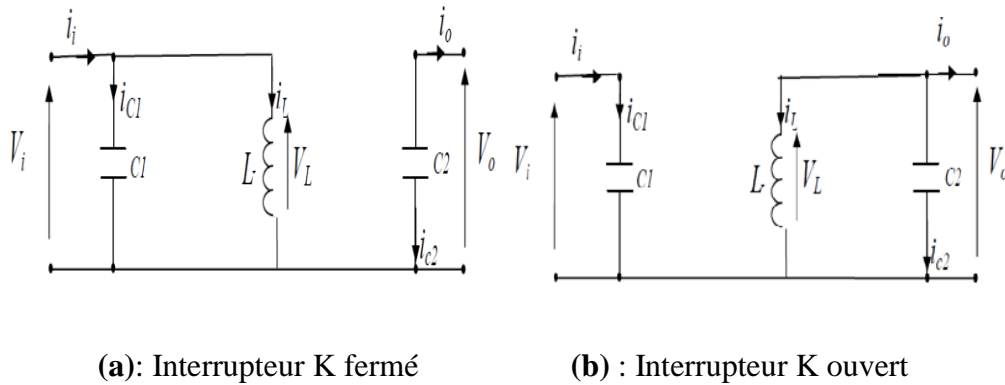 i_i
i_o
i_C1
i_L
V_i
C1
L
V_L
C2
V_o
i_c2
i_i
i_o
i_C1
i_L
V_i
C1
L
V_L
C2
V_o
i_c2
(a): Interrupteur K fermé
(b) : Interrupteur K ouvert